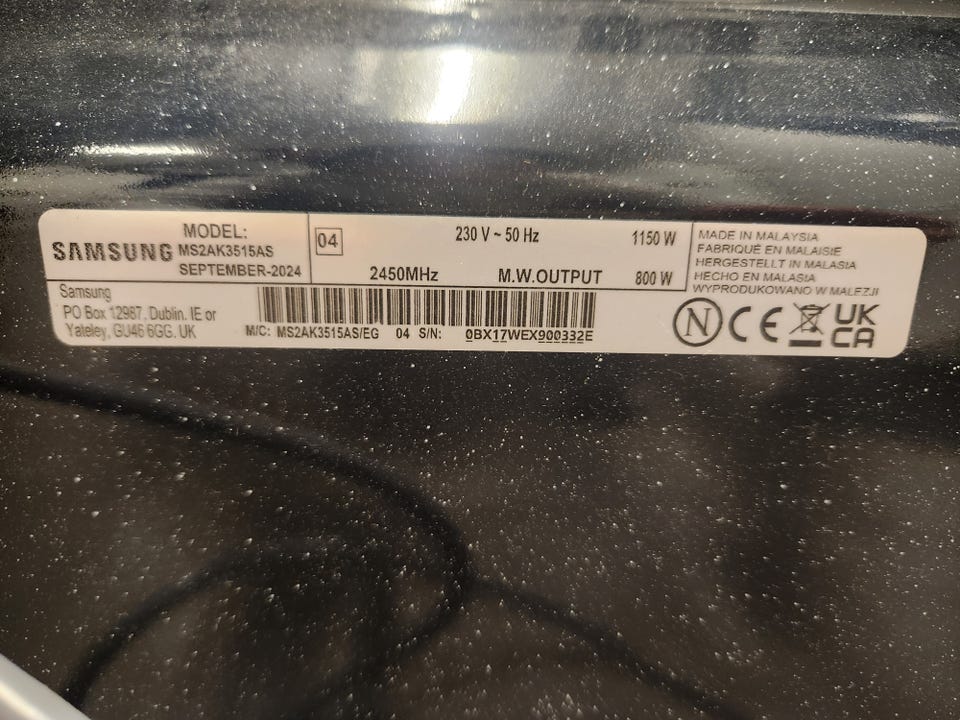 SAMSUNG
MODEL:
MS2AK3515AS
SEPTEMBER-2024
04
230 V ~ 50 Hz 1150 W
2450MHz M.W.OUTPUT 800 W
MADE IN MALAYSIA
FABRIQUÉ EN MALAISIE
HERGESTELLT IN MALASIA
HECHO EN MALASIA
WYPRODUKOWANO W MALEZJI
Samsung
PO Box 12987, Dublin. IE or
Yateley, GU46 6GG. UK
M/C: MS2AK3515AS/EG 04 S/N: 0BX17WEX900332E
N CE UK
CA